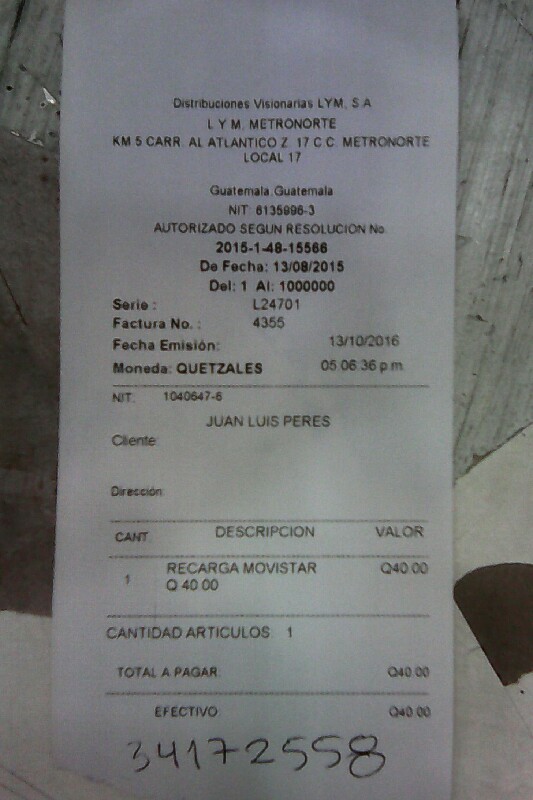 Distribuciones Visionarias LYM, S.A
L Y M, METRONORTE
KM 5 CARR. AL ATLANTICO Z. 17 C.C. METRONORTE
LOCAL 17
Guatemala,Guatemala
NIT: 6135996-3
AUTORIZADO SEGUN RESOLUCION No.
2015-1-48-15566
De Fecha: 13/08/2015
Del: 1 Al: 1000000
Serie : L24701
Factura No. : 4355
Fecha Emisión: 13/10/2016
Moneda: QUETZALES 05:06:36 p.m.
NIT: 1040647-6
JUAN LUIS PERES
Cliente:
Dirección:
CANT. DESCRIPCION VALOR
1 RECARGA MOVISTAR Q40.00
Q 40.00
CANTIDAD ARTICULOS 1
TOTAL A PAGAR: Q40.00
EFECTIVO: Q40.00
34172558